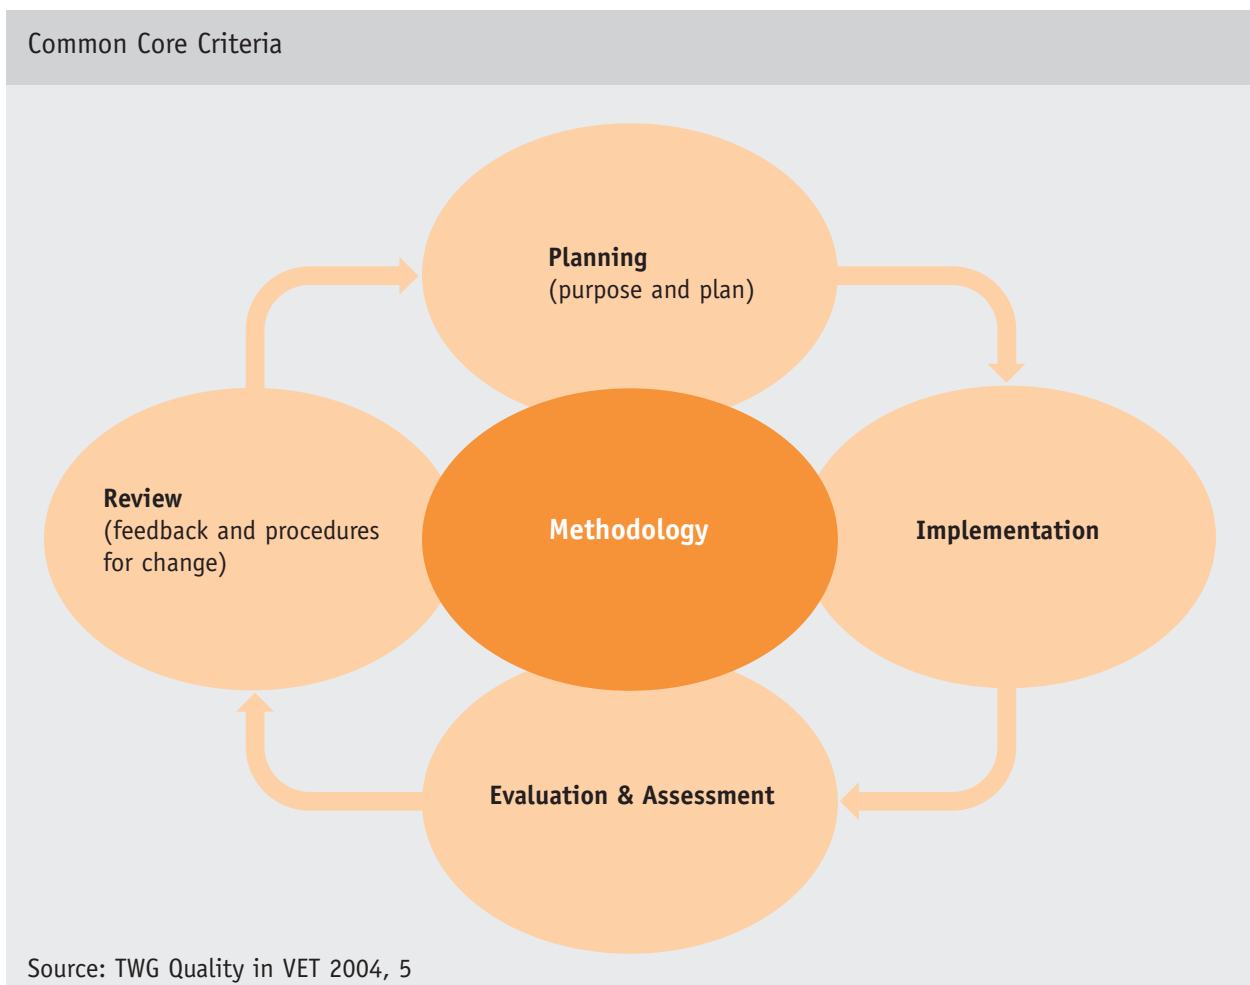 Common Core Criteria
Planning
(purpose and plan)
Review
(feedback and procedures
for change)
Methodology
Implementation
Evaluation & Assessment
Source: TWG Quality in VET 2004, 5